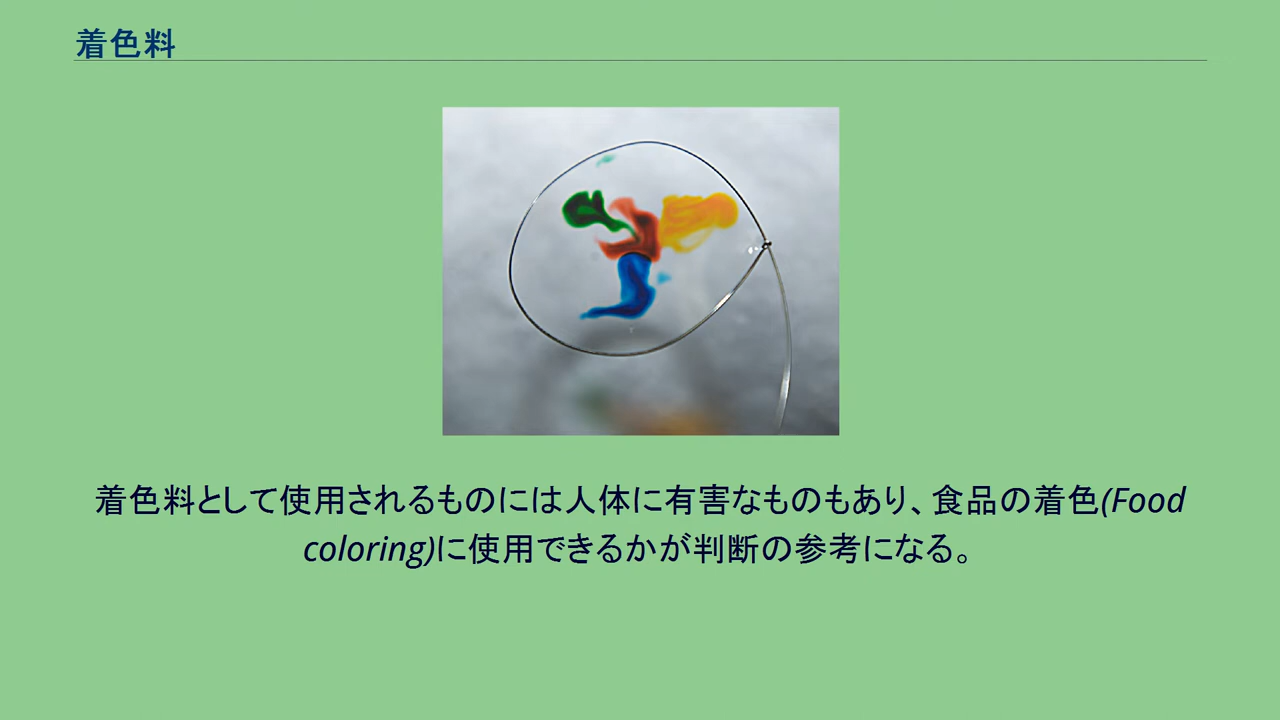 着色料
着色料として使用されるものには人体に有害なものもあり、食品の着色(Food
coloring)に使用できるかが判断の参考になる。